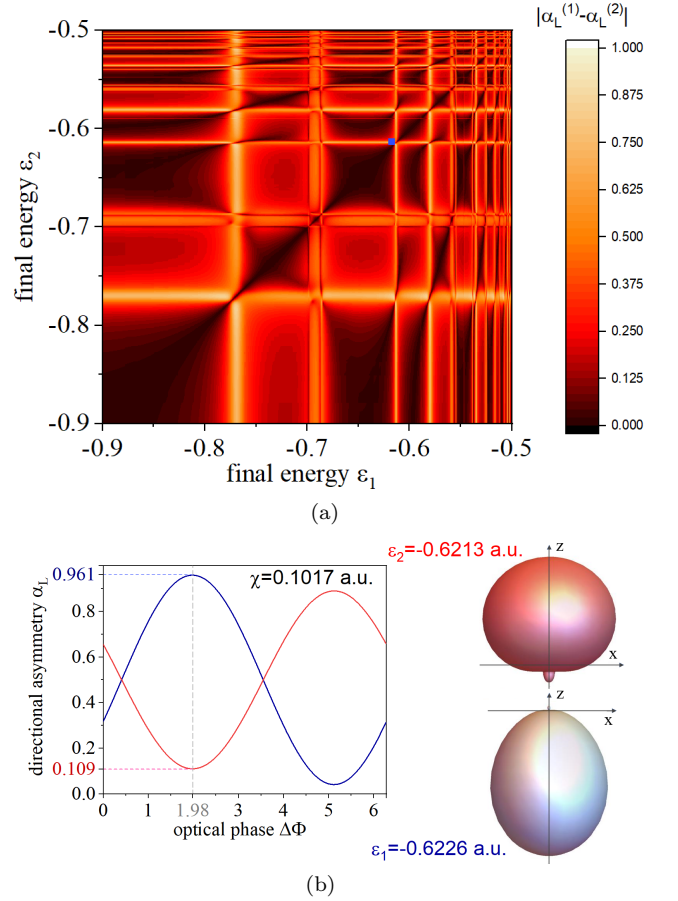 |α_L^(1)-α_L^(2)|
-0.5
-0.6
-0.7
-0.8
-0.9
final energy ε₂
-0.9 -0.8 -0.7 -0.6 -0.5
final energy ε₁
1.000
0.875
0.750
0.625
0.500
0.375
0.250
0.125
0.000
(a)
directional asymmetry α_L
0.961
0.8
0.6
0.4
0.2
0.109
0.0
χ=0.1017 a.u.
0 1 1.98 3 4 5 6
optical phase ΔΦ
ε₂=-0.6213 a.u.
z
x
z
x
ε₁=-0.6226 a.u.
(b)